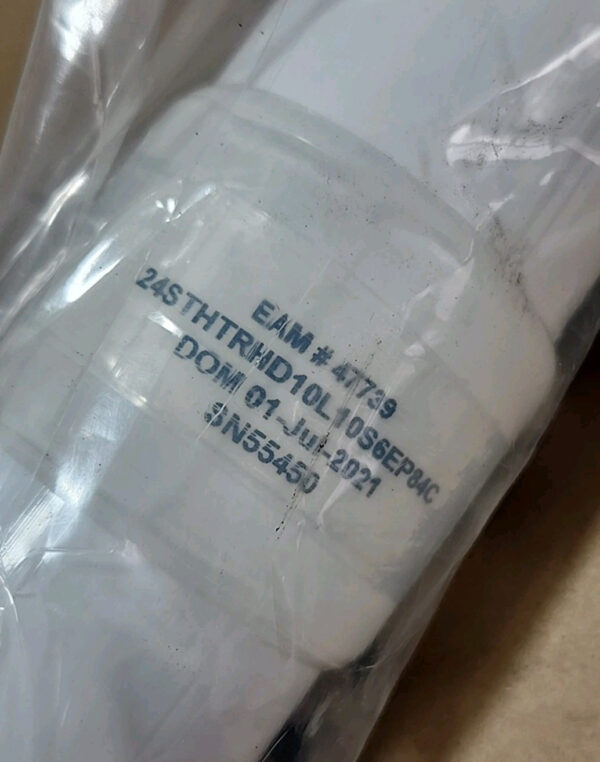 EAM # 47739
24STHTRHD10L10S6EP84C
DOM 01-Jul-2021
SN55450